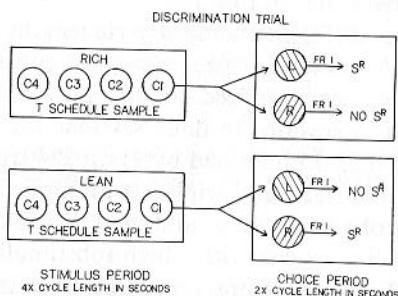 DISCRIMINATION TRIAL
RICH
C4 C3 C2 C1
T SCHEDULE SAMPLE
L FR I S^R
R FR I NO S^R
LEAN
C4 C3 C2 C1
T SCHEDULE SAMPLE
L FR I NO S^R
R FR I S^R
STIMULUS PERIOD
4X CYCLE LENGTH IN SECONDS
CHOICE PERIOD
2X CYCLE LENGTH IN SECONDS